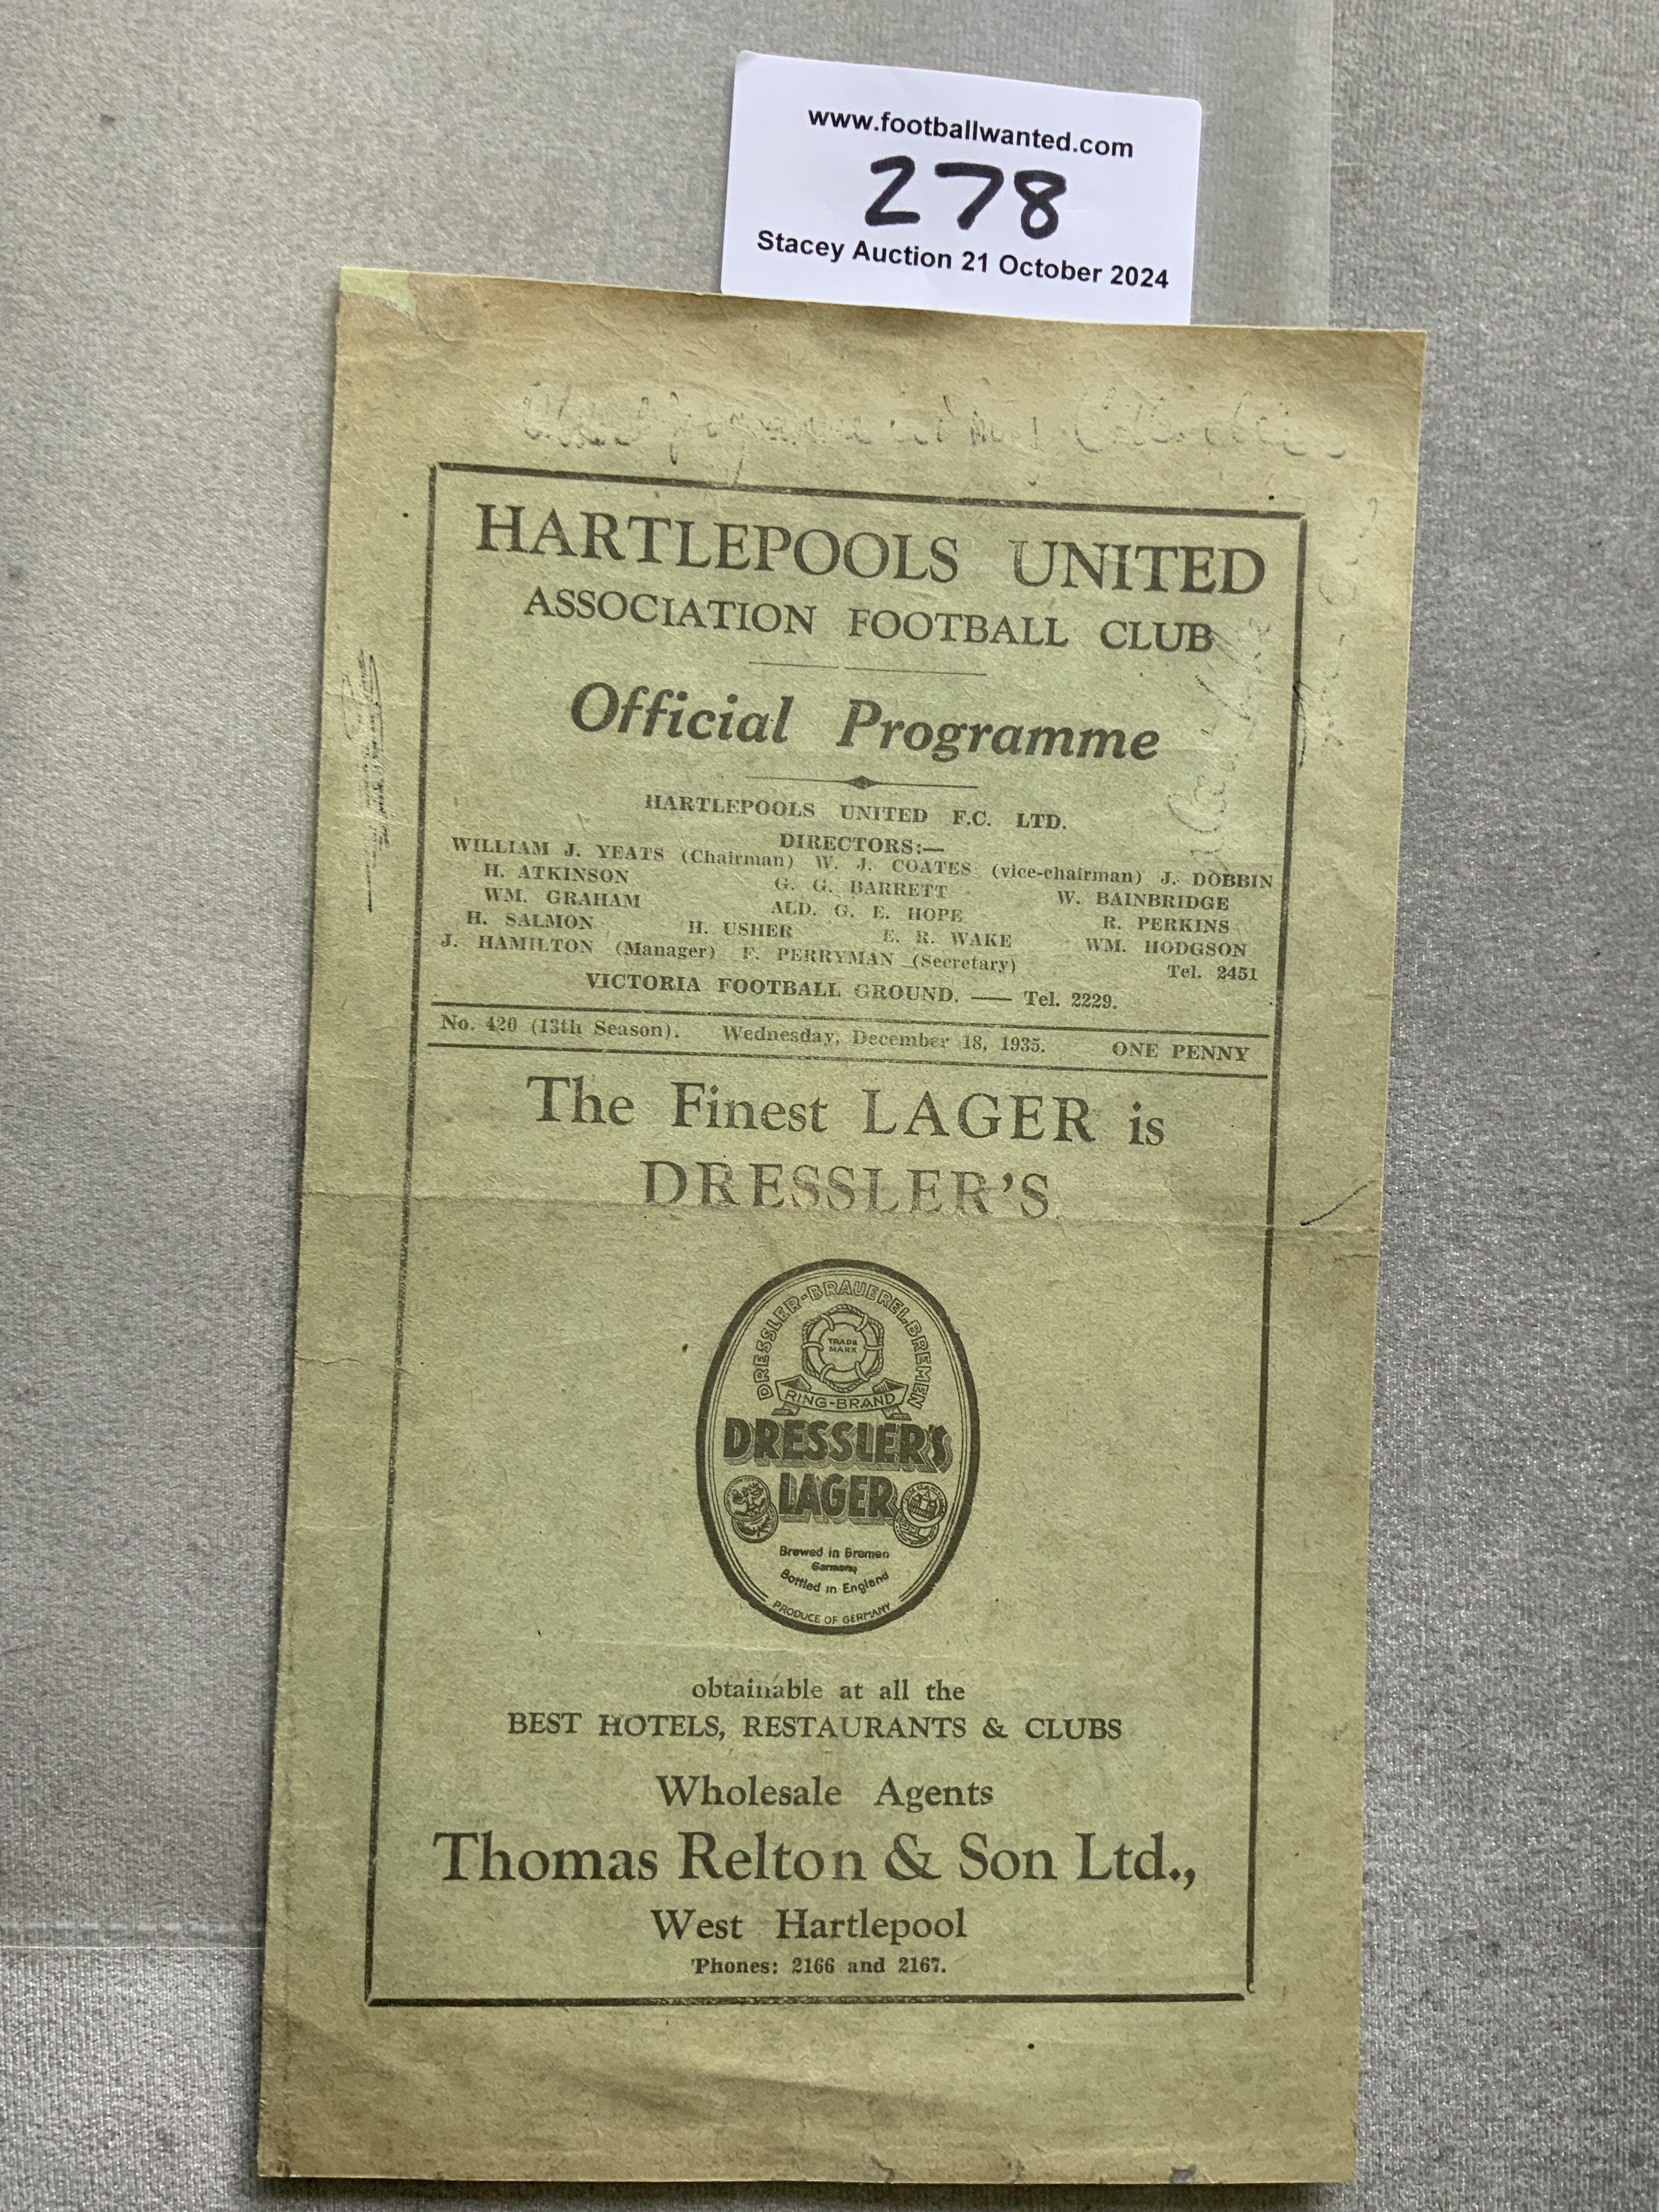 www.footballwanted.com
278
Stacey Auction 21 October 2024
programme in my
HARTLEPOOLS UNITED
ASSOCIATION FOOTBALL CLUB
Official Programme
HARTLEPOOLS UNITED F.C. LTD.
DIRECTORS:—
WILLIAM J. YEATS (Chairman) W. J. COATES (vice-chairman) J. DOBBIN
H. ATKINSON G. G. BARRETT W. BAINBRIDGE
WM. GRAHAM ALD. G. E. HOPE R. PERKINS
H. SALMON H. USHER E. R. WAKE WM. HODGSON
J. HAMILTON (Manager) F. PERRYMAN (Secretary) Tel. 2451
VICTORIA FOOTBALL GROUND. —— Tel. 2229.
No. 420 (13th Season). Wednesday, December 18, 1935. ONE PENNY
The Finest LAGER is
DRESSLER'S
DRESSLER-BRAUEREI, BREMEN
TRADE
MARK
RING-BRAND
DRESSLER'S
LAGER
Brewed in Bremen
Germany
Bottled in England
PRODUCE OF GERMANY
obtainable at all the
BEST HOTELS, RESTAURANTS & CLUBS
Wholesale Agents
Thomas Relton & Son Ltd.,
West Hartlepool
'Phones: 2166 and 2167.